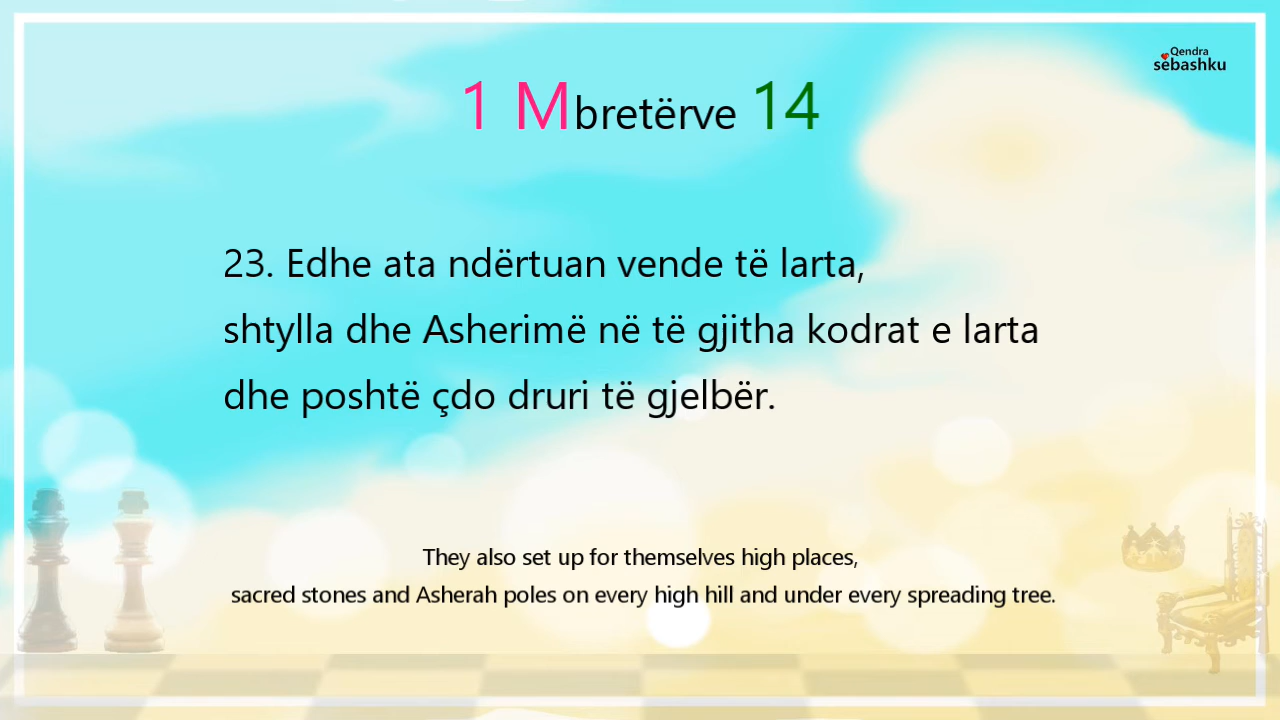 Qendra
sëbashku
1 Mbretërve 14
23. Edhe ata ndërtuan vende të larta,
shtylla dhe Asherimë në të gjitha kodrat e larta
dhe poshtë çdo druri të gjelbër.
They also set up for themselves high places,
sacred stones and Asherah poles on every high hill and under every spreading tree.